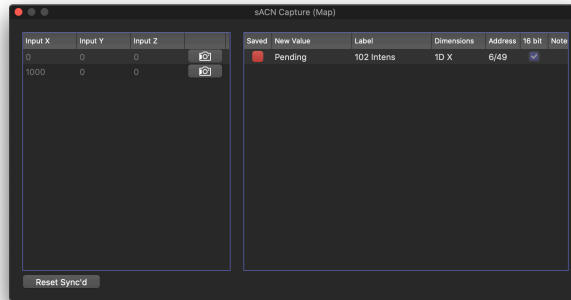 sACN Capture (Map)
Input X Input Y Input Z
0 0 0
1000 0 0
Saved New Value Label Dimensions Address 16 bit Note
Pending 102 Intens 1D X 6/49
Reset Sync'd